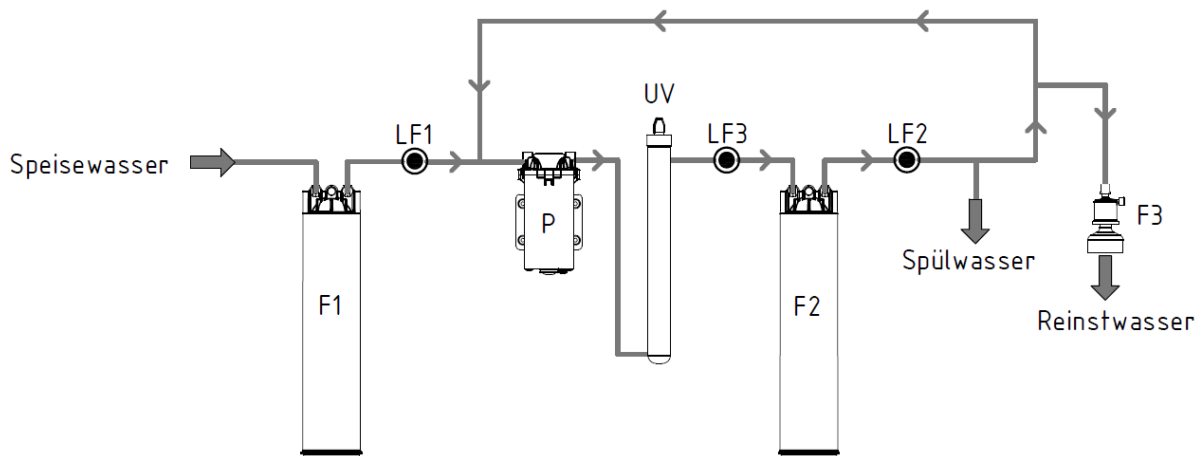 UV
LF1
LF3
LF2
Speisewasser
P
F3
Spülwasser
F1
F2
Reinstwasser